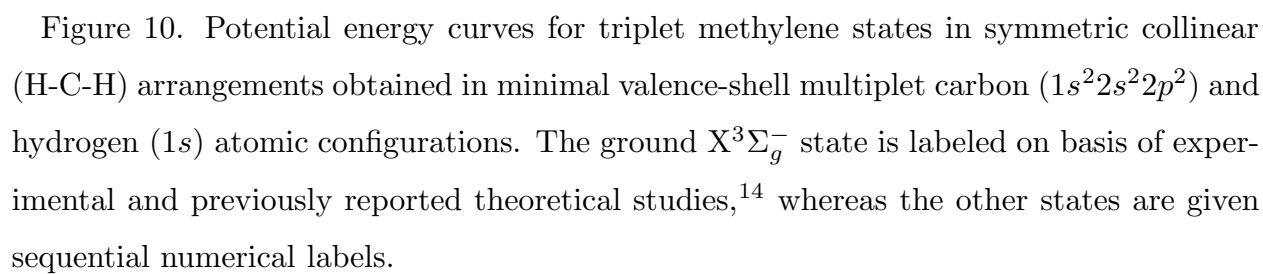 Figure 10. Potential energy curves for triplet methylene states in symmetric collinear
(H-C-H) arrangements obtained in minimal valence-shell multiplet carbon (1s²2s²2p²) and
hydrogen (1s) atomic configurations. The ground X³Σ_g⁻ state is labeled on basis of exper-
imental and previously reported theoretical studies,¹⁴ whereas the other states are given
sequential numerical labels.